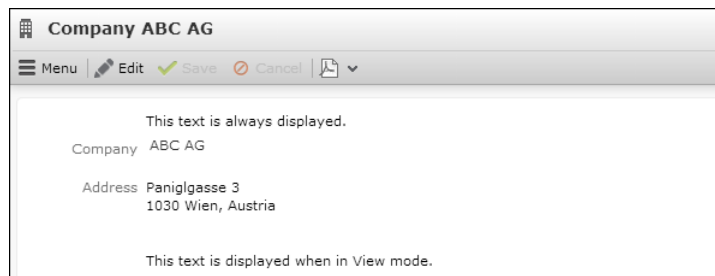 Company ABC AG
Menu Edit Save Cancel
This text is always displayed.
Company ABC AG
Address Paniglgasse 3
1030 Wien, Austria
This text is displayed when in View mode.